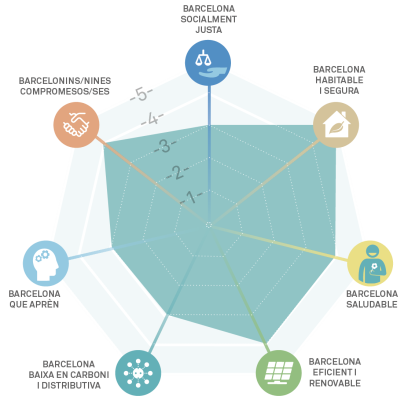 BARCELONA
SOCIALMENT
JUSTA
BARCELONINS/NINES
COMPROMESOS/SES
BARCELONA
HABITABLE
I SEGURA
-5-
-4-
-3-
-2-
-1-
BARCELONA
QUE APRÈN
BARCELONA
SALUDABLE
BARCELONA
BAIXA EN CARBONI
I DISTRIBUTIVA
BARCELONA
EFICIENT I
RENOVABLE